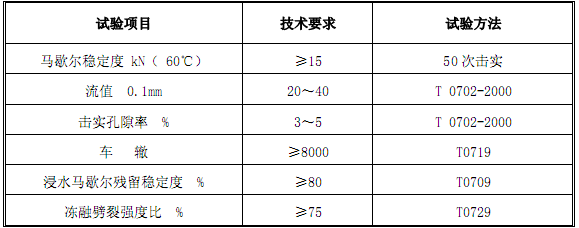 试验项目 技术要求 试验方法
马歇尔稳定度 kN（ 60℃） ≥15 50 次击实
流值 0.1mm 20～40 T 0702-2000
击实孔隙率 % 3～5 T 0702-2000
车 辙 ≥8000 T0719
浸水马歇尔残留稳定度 % ≥80 T0709
冻融劈裂强度比 % ≥75 T0729